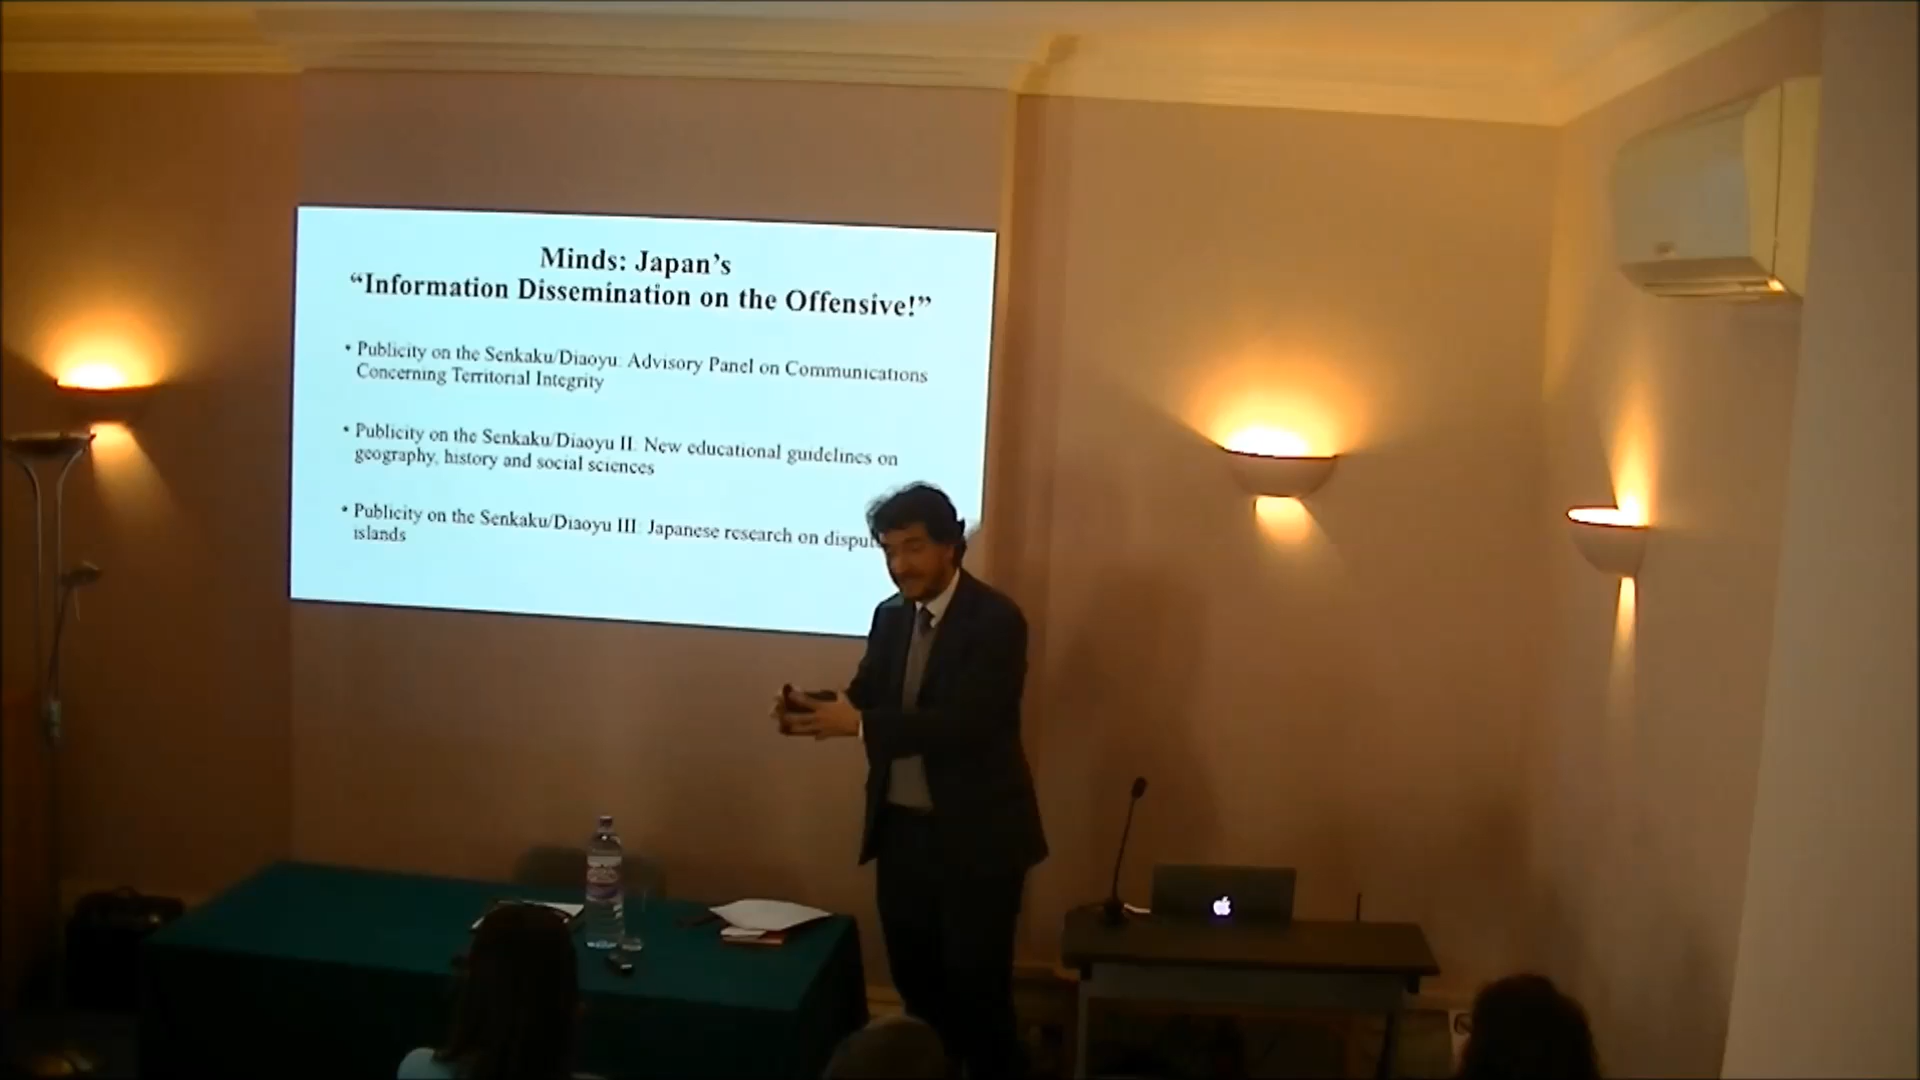 Minds: Japan's
“Information Dissemination on the Offensive!”
• Publicity on the Senkaku/Diaoyu: Advisory Panel on Communications
Concerning Territorial Integrity
• Publicity on the Senkaku/Diaoyu II: New educational guidelines on
geography, history and social sciences
• Publicity on the Senkaku/Diaoyu III: Japanese research on
islands